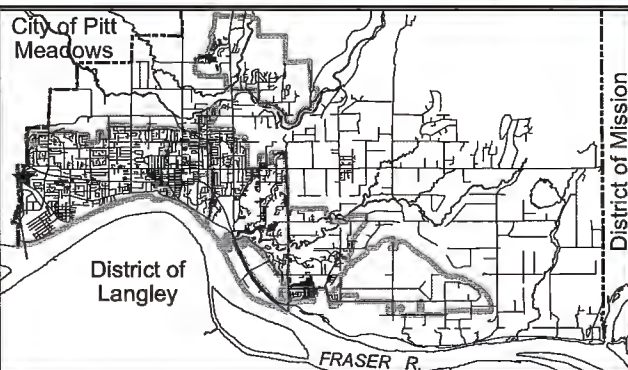 City of Pitt
Meadows
District of Mission
District of
Langley
FRASER R.